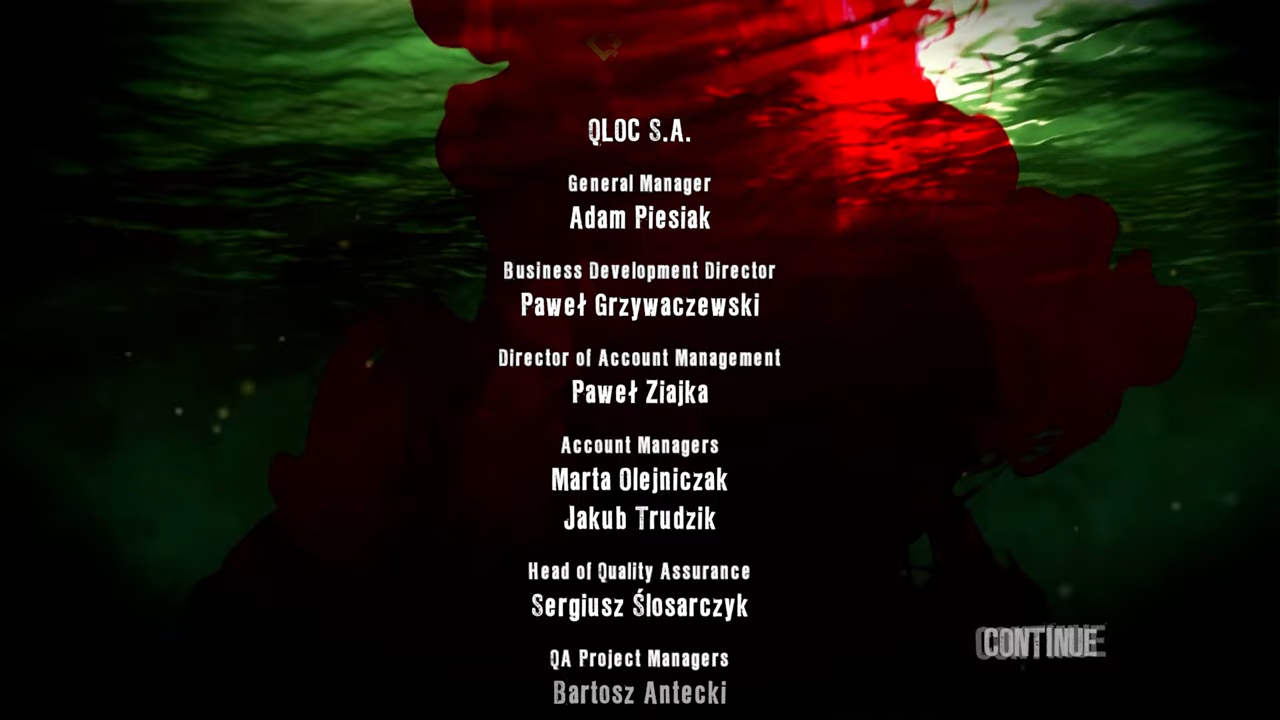 QLOC S.A.
General Manager
Adam Piesiak
Business Development Director
Paweł Grzywaczewski
Director of Account Management
Paweł Ziajka
Account Managers
Marta Olejniczak
Jakub Trudzik
Head of Quality Assurance
Sergiusz Ślosarczyk
QA Project Managers
Bartosz Antecki
CONTINUE